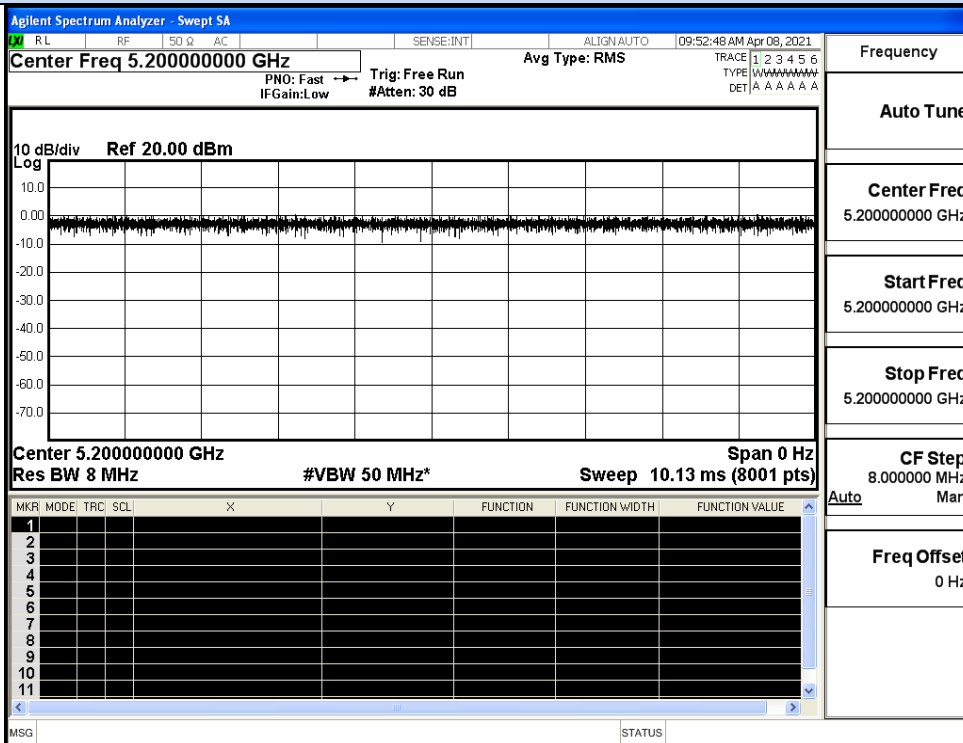 Agilent Spectrum Analyzer - Swept SA
LXI RL RF 50 Ω AC SENSE:INT ALIGN AUTO 09:52:48 AM Apr 08, 2021
Center Freq 5.200000000 GHz
PNO: Fast
IFGain:Low
Trig: Free Run
#Atten: 30 dB
Avg Type: RMS
TRACE 1 2 3 4 5 6
TYPE WWWWWW
DET A A A A A A
10 dB/div
Log
Ref 20.00 dBm
10.0
0.00
-10.0
-20.0
-30.0
-40.0
-50.0
-60.0
-70.0
Center 5.200000000 GHz Span 0 Hz
Res BW 8 MHz #VBW 50 MHz* Sweep 10.13 ms (8001 pts)
MKR MODE TRC SCL X Y FUNCTION FUNCTION WIDTH FUNCTION VALUE
1
2
3
4
5
6
7
8
9
10
11
MSG STATUS
Frequency
Auto Tune
Center Freq
5.200000000 GHz
Start Freq
5.200000000 GHz
Stop Freq
5.200000000 GHz
CF Step
8.000000 MHz
Auto Man
Freq Offset
0 Hz